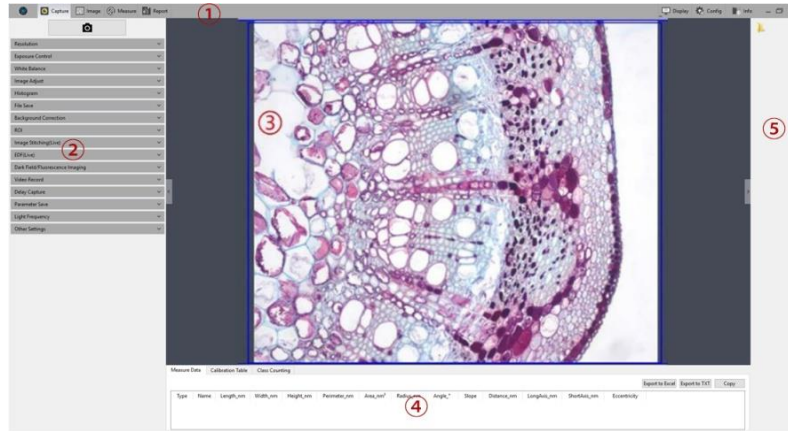 Capture Image Measure Report ① Display Config Info
Resolution
Exposure Control
White Balance
Image Adjust
Histogram
File Save
Background Correction
ROI
Image Stitching(Live)
②
EDF(Live)
Dark Field/Fluorescence Imaging
Video Record
Delay Capture
Parameter Save
Light Frequency
Other Settings
③
⑤
Measure Data Calibration Table Class Counting
Export to Excel Export to TXT Copy
Type Name Length_nm Width_nm Height_nm Perimeter_nm Area_nm² Radius_nm Angle_° Slope Distance_nm LongAxis_nm ShortAxis_nm Eccentricity
④